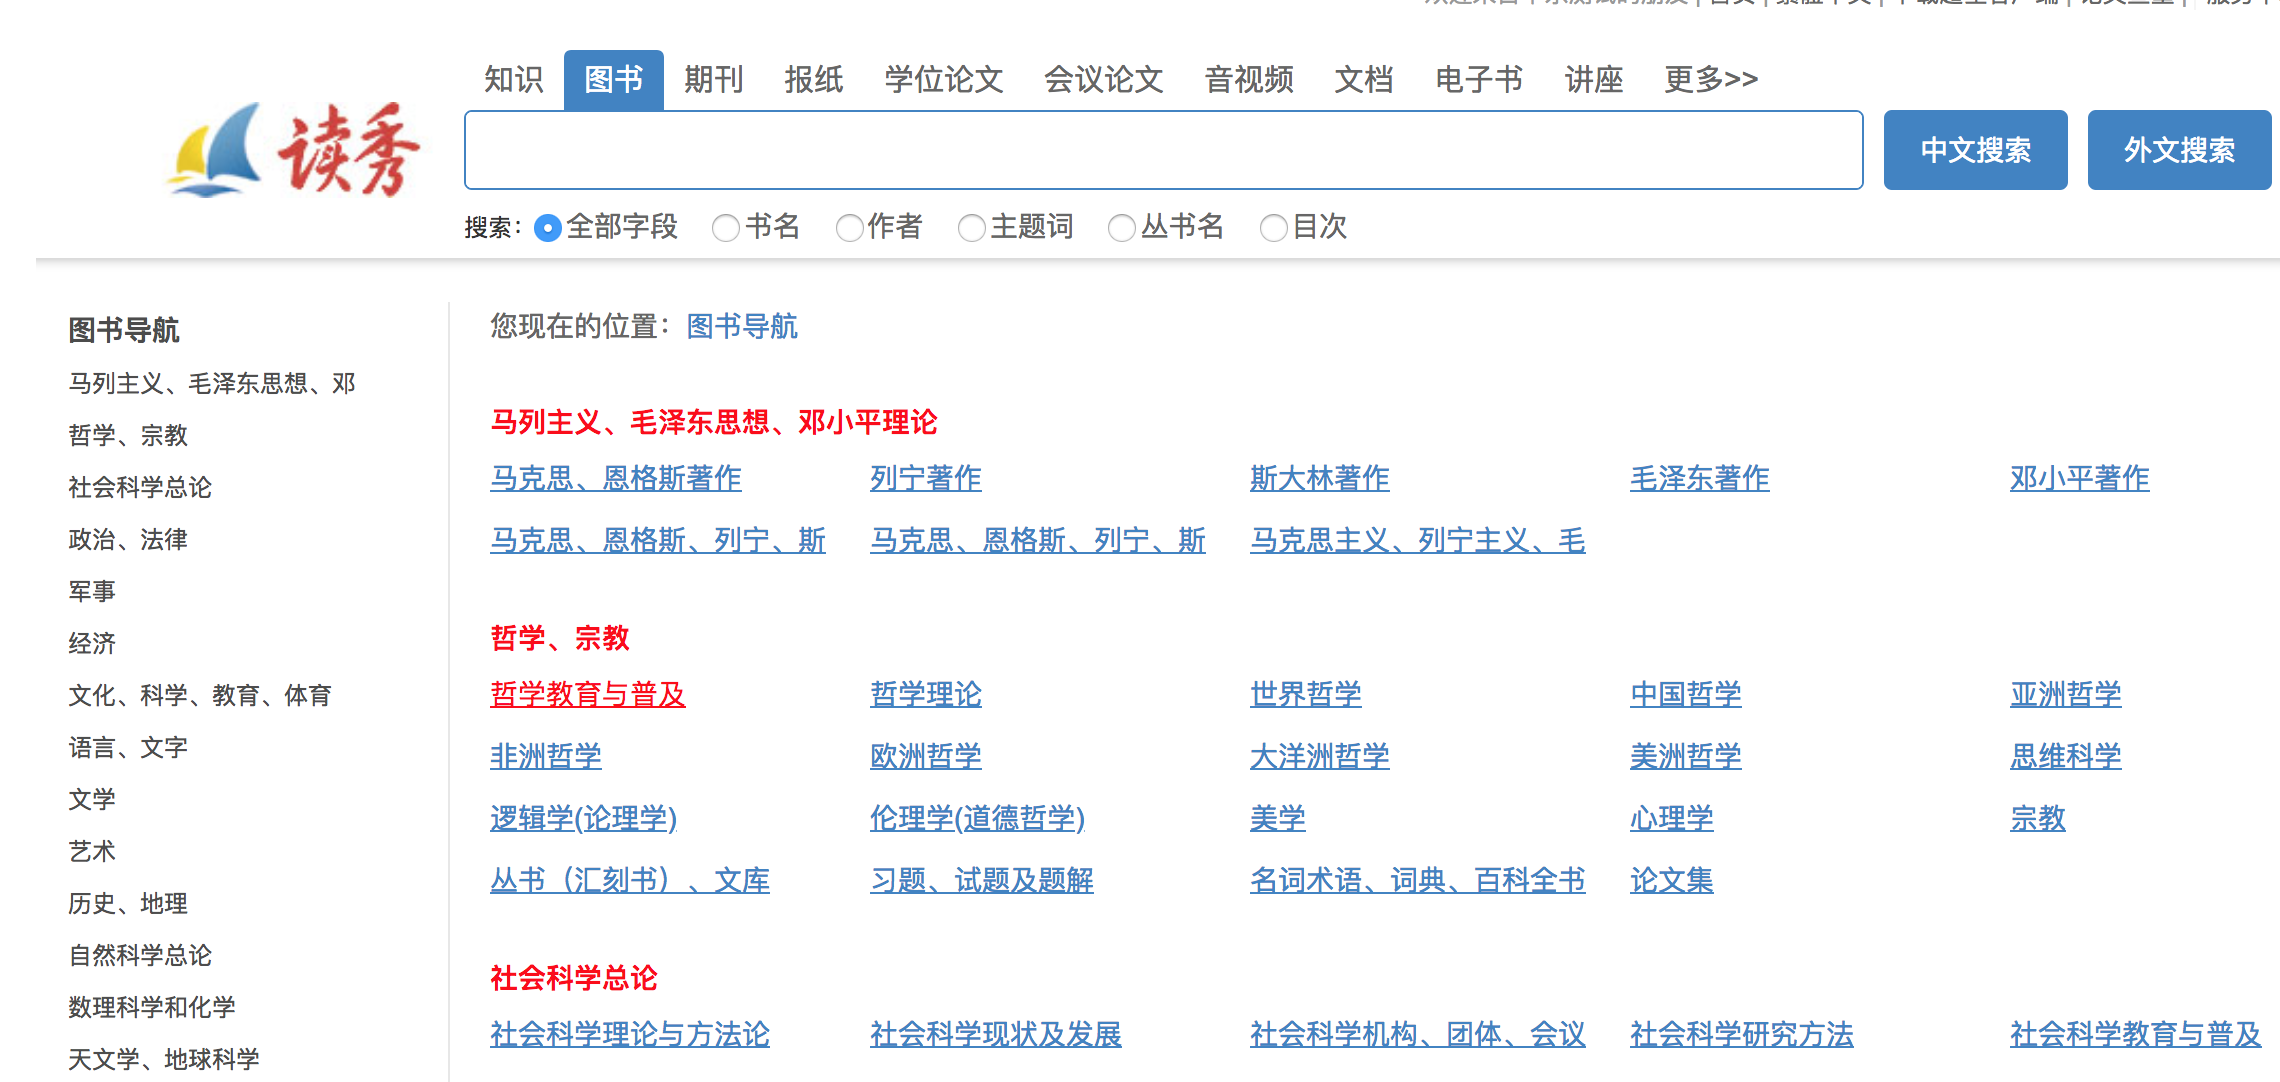 知识 图书 期刊 报纸 学位论文 会议论文 音视频 文档 电子书 讲座 更多>>
读秀
中文搜索 外文搜索
搜索： 全部字段 书名 作者 主题词 丛书名 目次
图书导航
马列主义、毛泽东思想、邓
哲学、宗教
社会科学总论
政治、法律
军事
经济
文化、科学、教育、体育
语言、文字
文学
艺术
历史、地理
自然科学总论
数理科学和化学
天文学、地球科学
您现在的位置： 图书导航
马列主义、毛泽东思想、邓小平理论
马克思、恩格斯著作 列宁著作 斯大林著作 毛泽东著作 邓小平著作
马克思、恩格斯、列宁、斯 马克思、恩格斯、列宁、斯 马克思主义、列宁主义、毛
哲学、宗教
哲学教育与普及 哲学理论 世界哲学 中国哲学 亚洲哲学
非洲哲学 欧洲哲学 大洋洲哲学 美洲哲学 思维科学
逻辑学(论理学) 伦理学(道德哲学) 美学 心理学 宗教
丛书（汇刻书）、文库 习题、试题及题解 名词术语、词典、百科全书 论文集
社会科学总论
社会科学理论与方法论 社会科学现状及发展 社会科学机构、团体、会议 社会科学研究方法 社会科学教育与普及